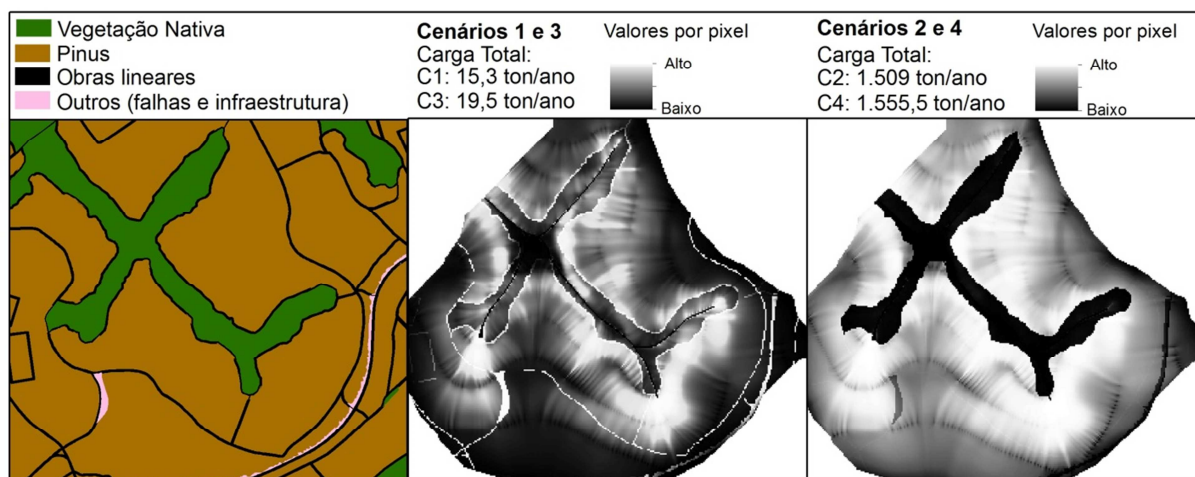 Vegetação Nativa
Pinus
Obras lineares
Outros (falhas e infraestrutura)
Cenários 1 e 3
Carga Total:
C1: 15,3 ton/ano
C3: 19,5 ton/ano
Valores por pixel
Alto
Baixo
Cenários 2 e 4
Carga Total:
C2: 1.509 ton/ano
C4: 1.555,5 ton/ano
Valores por pixel
Alto
Baixo